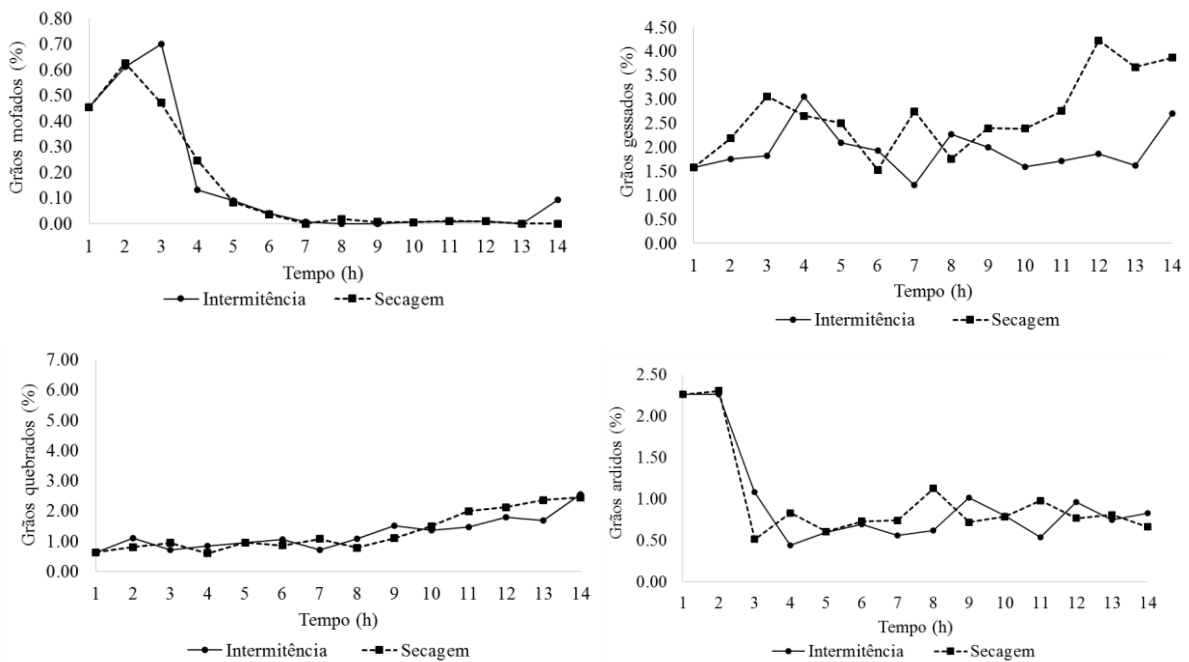 Grãos mofados (%)
0.80
0.70
0.60
0.50
0.40
0.30
0.20
0.10
0.00
1 2 3 4 5 6 7 8 9 10 11 12 13 14
Tempo (h)
Intermitência Secagem
Grãos gessados (%)
4.50
4.00
3.50
3.00
2.50
2.00
1.50
1.00
0.50
0.00
1 2 3 4 5 6 7 8 9 10 11 12 13 14
Tempo (h)
Intermitência Secagem
Grãos quebrados (%)
7.00
6.00
5.00
4.00
3.00
2.00
1.00
0.00
1 2 3 4 5 6 7 8 9 10 11 12 13 14
Tempo (h)
Intermitência Secagem
Grãos ardidos (%)
2.50
2.00
1.50
1.00
0.50
0.00
1 2 3 4 5 6 7 8 9 10 11 12 13 14
Tempo (h)
Intermitência Secagem